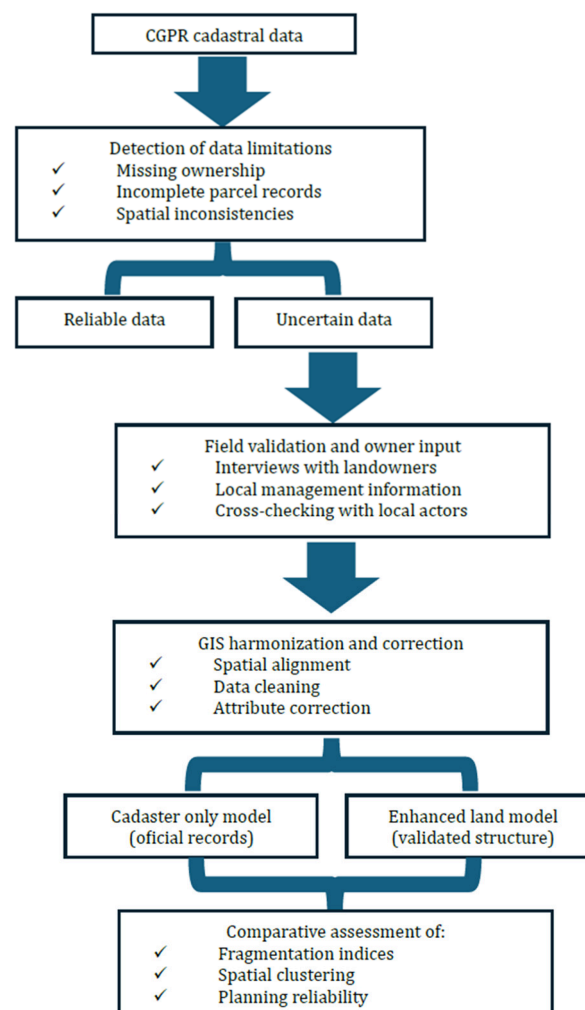 CGPR cadastral data
Detection of data limitations
✓ Missing ownership
✓ Incomplete parcel records
✓ Spatial inconsistencies
Reliable data
Uncertain data
Field validation and owner input
✓ Interviews with landowners
✓ Local management information
✓ Cross-checking with local actors
GIS harmonization and correction
✓ Spatial alignment
✓ Data cleaning
✓ Attribute correction
Cadaster only model
(oficial records)
Enhanced land model
(validated structure)
Comparative assessment of:
✓ Fragmentation indices
✓ Spatial clustering
✓ Planning reliability